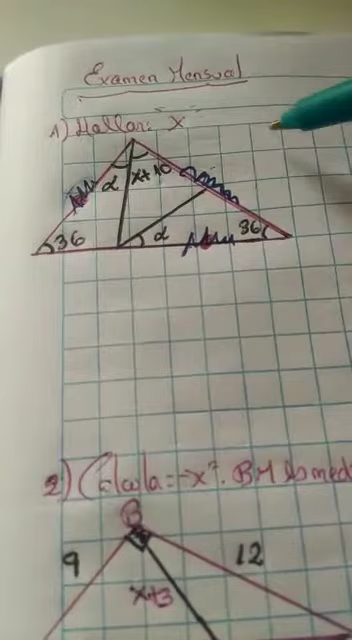 Examen Mensual
1) Hallar: X
α x+10
36 α 36
2) Calcula = x?. BM
B
9 12
x+3